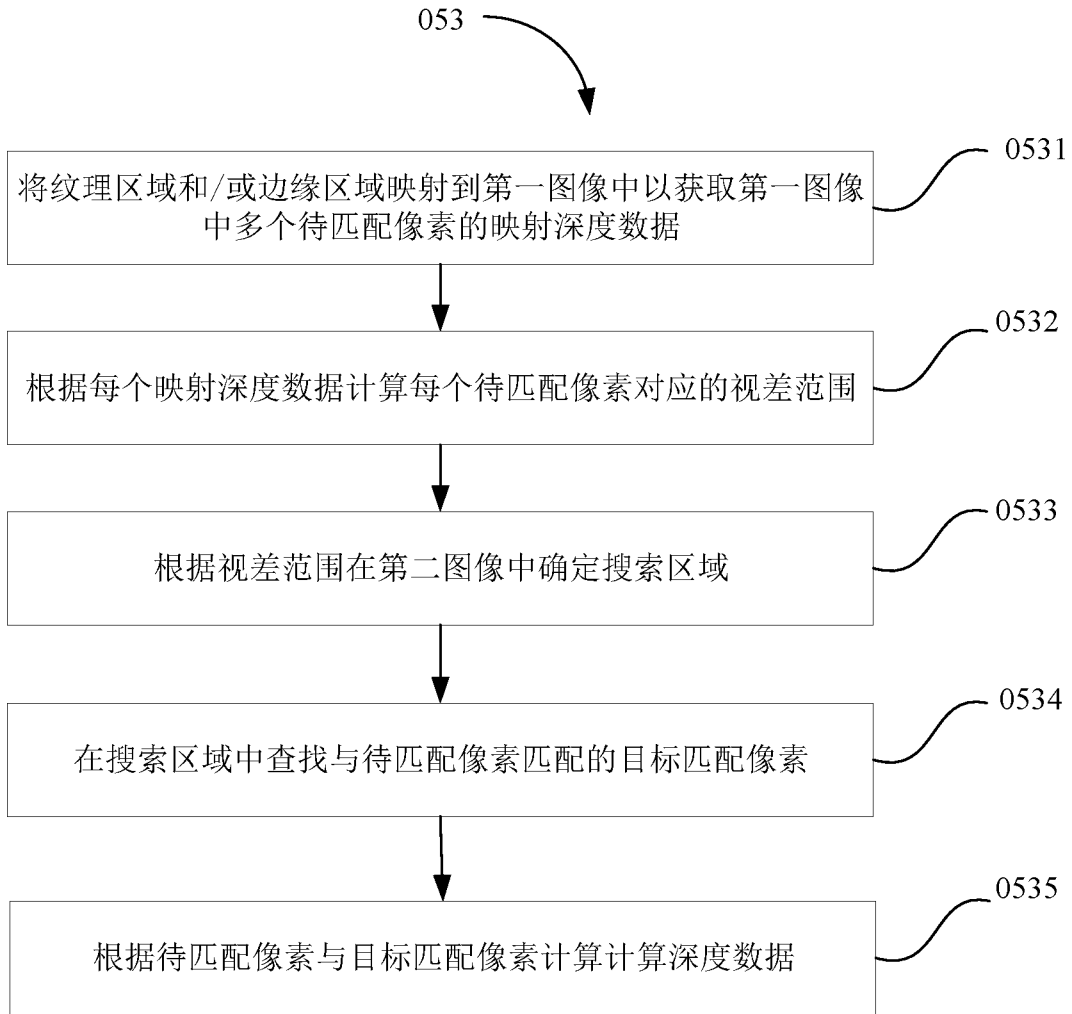 053
将纹理区域和/或边缘区域映射到第一图像中以获取第一图像
中多个待匹配像素的映射深度数据
0531
根据每个映射深度数据计算每个待匹配像素对应的视差范围
0532
根据视差范围在第二图像中确定搜索区域
0533
在搜索区域中查找与待匹配像素匹配的目标匹配像素
0534
根据待匹配像素与目标匹配像素计算计算深度数据
0535